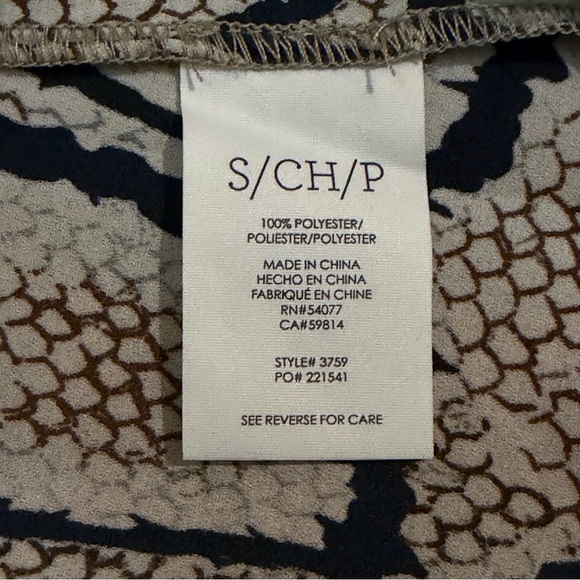 S/CH/P
100% POLYESTER/
POLIESTER/POLYESTER
MADE IN CHINA
HECHO EN CHINA
FABRIQUÉ EN CHINE
RN#54077
CA#59814
STYLE# 3759
PO# 221541
SEE REVERSE FOR CARE